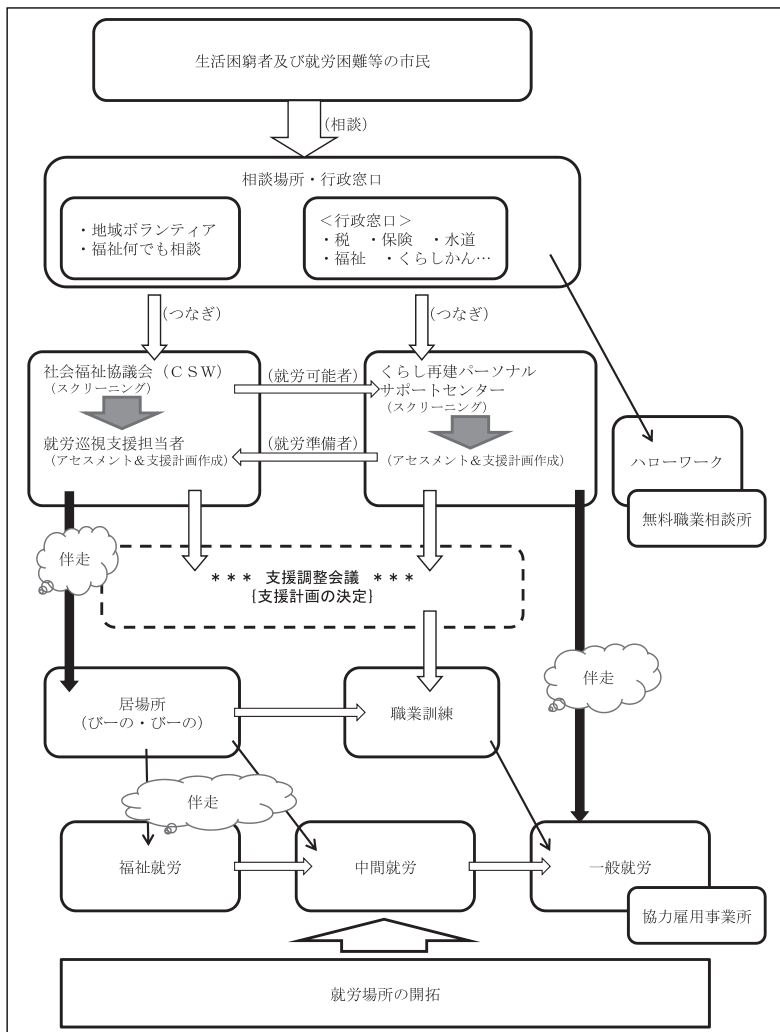 生活困窮者及び就労困難等の市民
（相談）
相談場所・行政窓口
・地域ボランティア
・福祉何でも相談
＜行政窓口＞
・税　・保険　・水道
・福祉　・くらしかん…
（つなぎ）
（つなぎ）
社会福祉協議会（ＣＳＷ）
（スクリーニング）
就労巡視支援担当者
（アセスメント＆支援計画作成）
（就労可能者）
（就労準備者）
くらし再建パーソナル
サポートセンター
（スクリーニング）
（アセスメント＆支援計画作成）
ハローワーク
無料職業相談所
伴走
＊＊＊　支援調整会議　＊＊＊
{支援計画の決定}
伴走
居場所
（びーの・びーの）
職業訓練
伴走
福祉就労
中間就労
一般就労
協力雇用事業所
就労場所の開拓